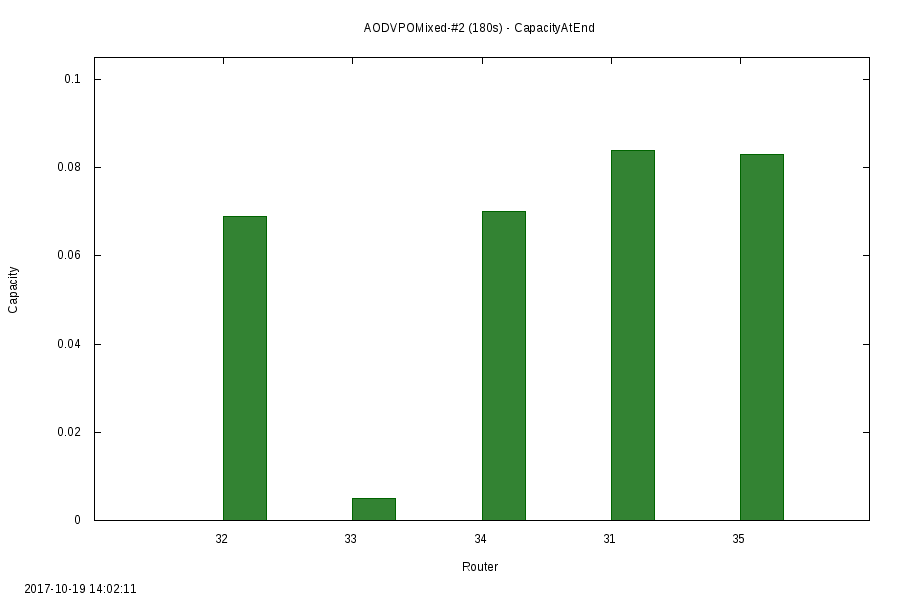 AODVPOMixed-#2 (180s) - CapacityAtEnd
0.1
0.08
0.06
0.04
0.02
0
Capacity
32 33 34 31 35
Router
2017-10-19 14:02:11